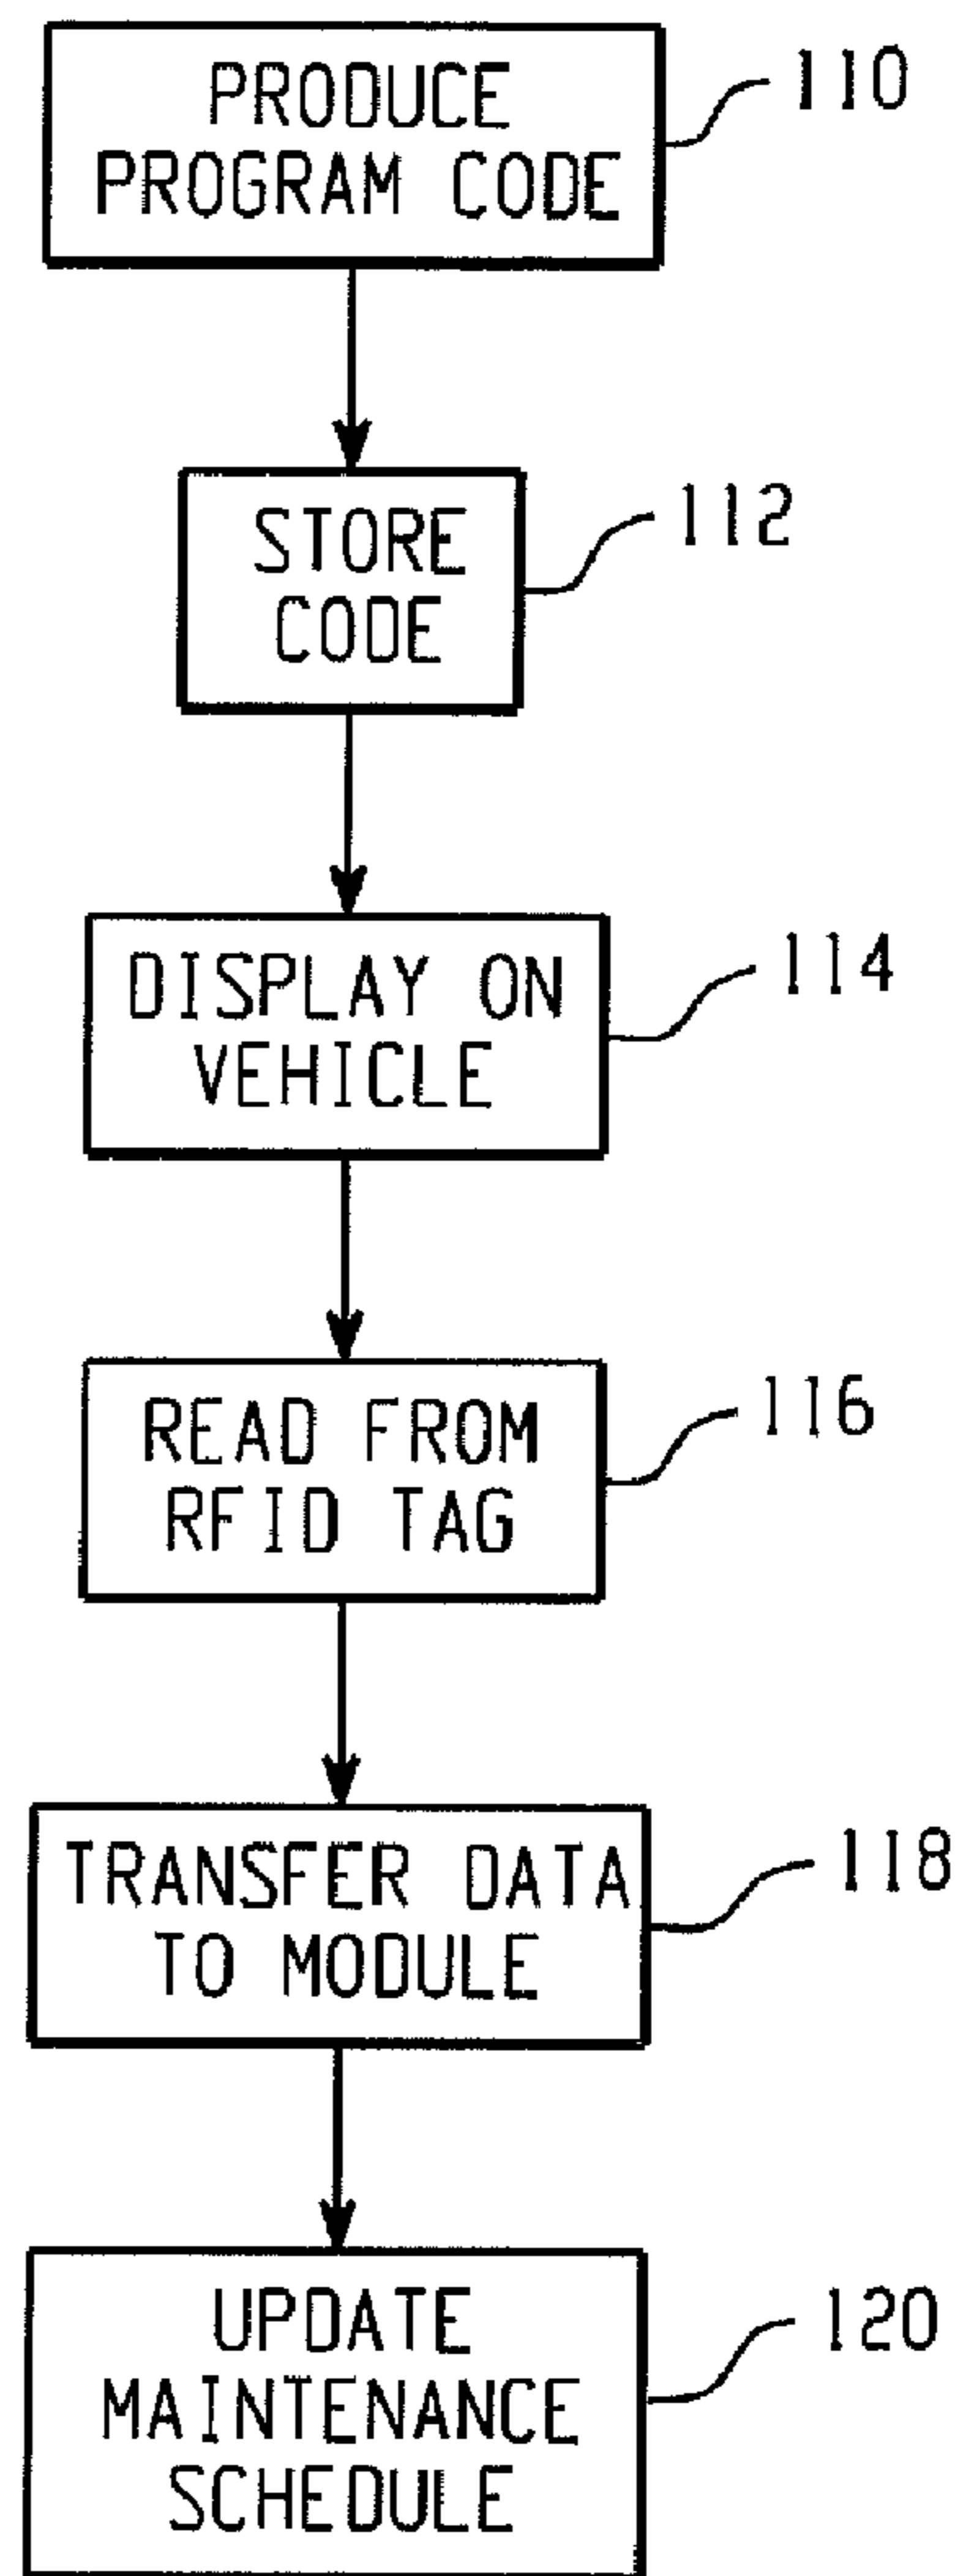 PRODUCE
PROGRAM CODE
110
STORE
CODE
112
DISPLAY ON
VEHICLE
114
READ FROM
RFID TAG
116
TRANSFER DATA
TO MODULE
118
UPDATE
MAINTENANCE
SCHEDULE
120